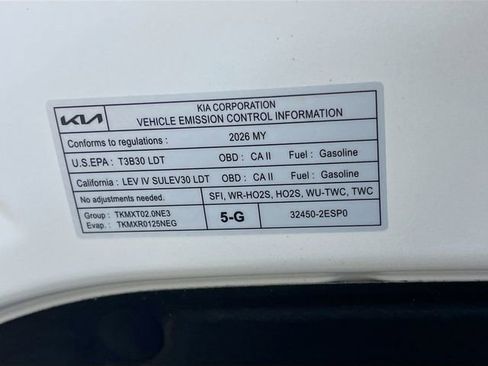 KIA
KIA CORPORATION
VEHICLE EMISSION CONTROL INFORMATION
Conforms to regulations : 2026 MY
U.S.EPA : T3B30 LDT OBD : CA II Fuel : Gasoline
California : LEV IV SULEV30 LDT OBD : CA II Fuel : Gasoline
No adjustments needed. SFI, WR-HO2S, HO2S, WU-TWC, TWC
Group : TKMXT02.0NE3
Evap. : TKMXR0125NEG
5-G
32450-2ESP0